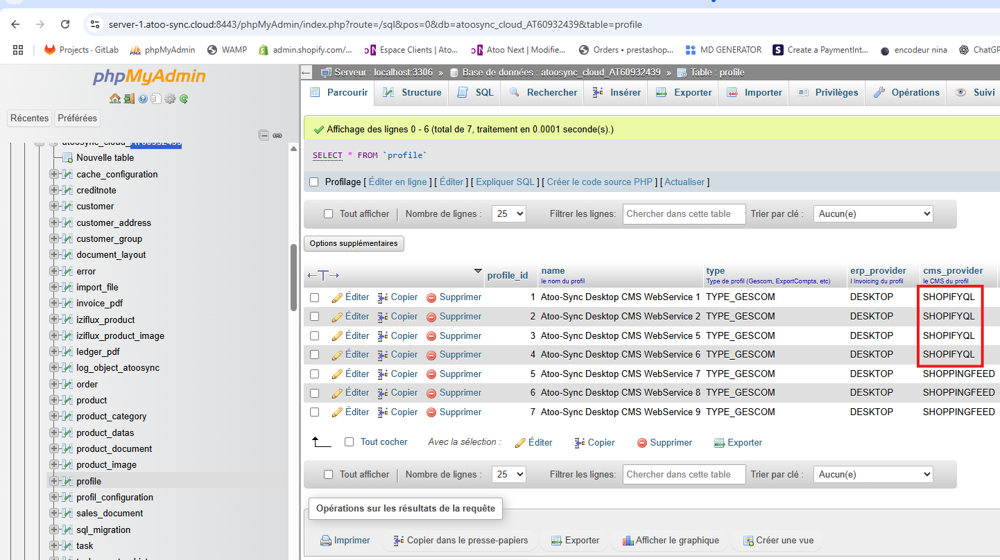 server-1.atoo-sync.cloud:8443/phpMyAdmin/index.php?route=/sql&pos=0&db=atoosync_cloud_AT60932439&table=profile
Projects · GitLab phpMyAdmin WAMP admin.shopify.com/... Espace Clients | Ato... Atoo Next | Modifie... Orders • prestashop... MD GENERATOR Create a PaymentInt... encodeur nina ChatGP
phpMyAdmin
Récentes Préférées
atoosync_cloud_AT60932439
Nouvelle table
cache_configuration
creditnote
customer
customer_address
customer_group
document_layout
error
import_file
invoice_pdf
iziflux_product
iziflux_product_image
ledger_pdf
log_object_atoosync
order
product
product_category
product_datas
product_document
product_image
profile
profil_configuration
sales_document
sql_migration
task
Serveur : localhost:3306 » Base de données : atoosync_cloud_AT60932439 » Table : profile
Parcourir Structure SQL Rechercher Insérer Exporter Importer Privilèges Opérations Suivi
Affichage des lignes 0 - 6 (total de 7, traitement en 0.0001 seconde(s).)
SELECT * FROM `profile`
Profilage [ Éditer en ligne ] [ Éditer ] [ Expliquer SQL ] [ Créer le code source PHP ] [ Actualiser ]
Tout afficher Nombre de lignes : 25 Filtrer les lignes: Chercher dans cette table Trier par clé : Aucun(e)
Options supplémentaires
profile_id name type erp_provider cms_provider
le nom du profil Type de profil (Gescom, ExportCompta, etc) l Invoicing du profil le CMS du profil
Éditer Copier Supprimer 1 Atoo-Sync Desktop CMS WebService 1 TYPE_GESCOM DESKTOP SHOPIFYQL
Éditer Copier Supprimer 2 Atoo-Sync Desktop CMS WebService 2 TYPE_GESCOM DESKTOP SHOPIFYQL
Éditer Copier Supprimer 3 Atoo-Sync Desktop CMS WebService 5 TYPE_GESCOM DESKTOP SHOPIFYQL
Éditer Copier Supprimer 4 Atoo-Sync Desktop CMS WebService 6 TYPE_GESCOM DESKTOP SHOPIFYQL
Éditer Copier Supprimer 5 Atoo-Sync Desktop CMS WebService 7 TYPE_GESCOM DESKTOP SHOPPINGFEED
Éditer Copier Supprimer 6 Atoo-Sync Desktop CMS WebService 8 TYPE_GESCOM DESKTOP SHOPPINGFEED
Éditer Copier Supprimer 7 Atoo-Sync Desktop CMS WebService 9 TYPE_GESCOM DESKTOP SHOPPINGFEED
Tout cocher Avec la sélection : Éditer Copier Supprimer Exporter
Tout afficher Nombre de lignes : 25 Filtrer les lignes: Chercher dans cette table Trier par clé : Aucun(e)
Opérations sur les résultats de la requête
Imprimer Copier dans le presse-papiers Exporter Afficher le graphique Créer une vue